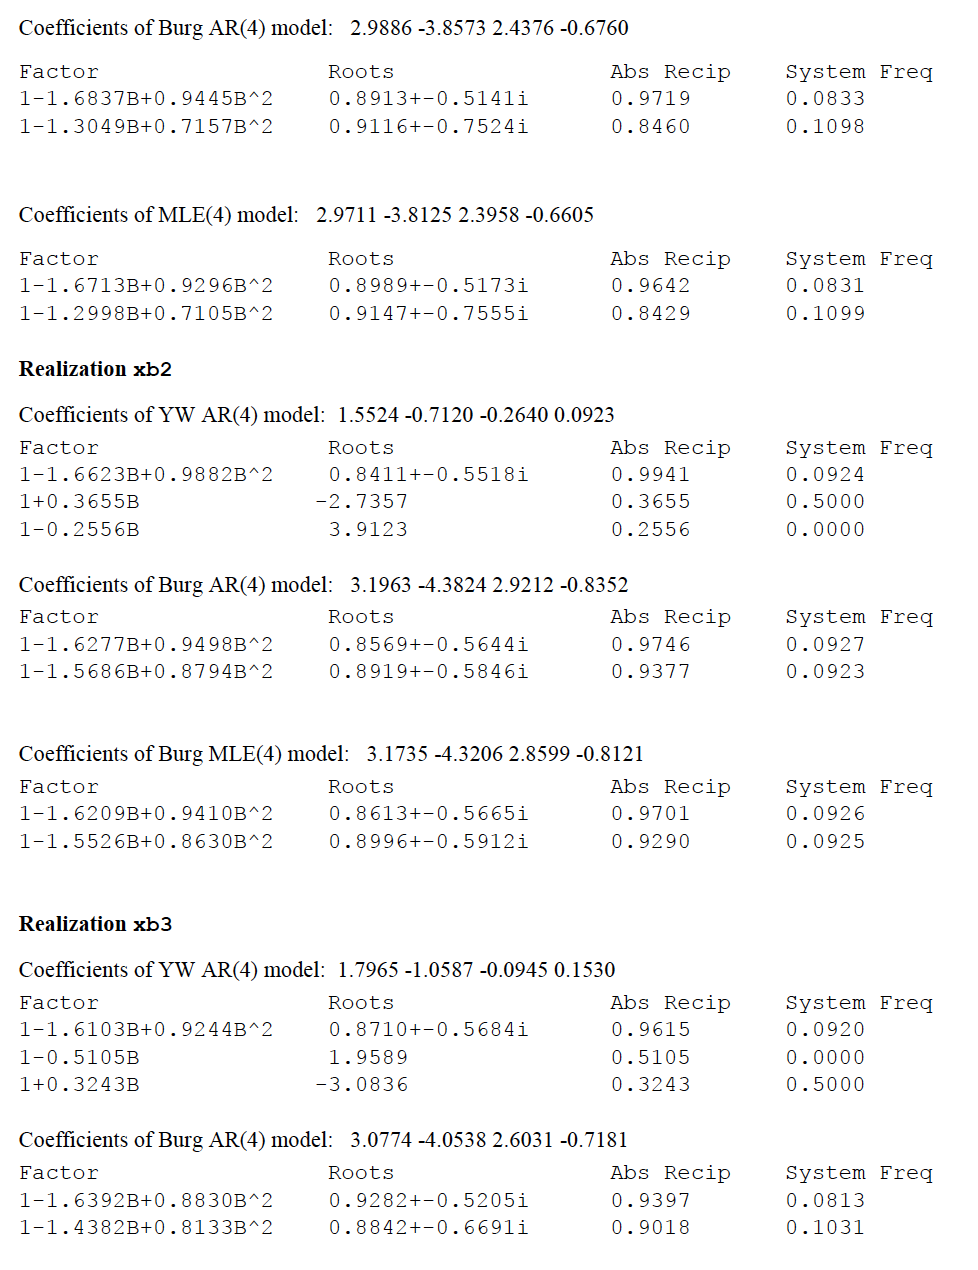 Coefficients of Burg AR(4) model: 2.9886 -3.8573 2.4376 -0.6760
Factor Roots Abs Recip System Freq
1-1.6837B+0.9445B^2 0.8913+-0.5141i 0.9719 0.0833
1-1.3049B+0.7157B^2 0.9116+-0.7524i 0.8460 0.1098
Coefficients of MLE(4) model: 2.9711 -3.8125 2.3958 -0.6605
Factor Roots Abs Recip System Freq
1-1.6713B+0.9296B^2 0.8989+-0.5173i 0.9642 0.0831
1-1.2998B+0.7105B^2 0.9147+-0.7555i 0.8429 0.1099
Realization xb2
Coefficients of YW AR(4) model: 1.5524 -0.7120 -0.2640 0.0923
Factor Roots Abs Recip System Freq
1-1.6623B+0.9882B^2 0.8411+-0.5518i 0.9941 0.0924
1+0.3655B -2.7357 0.3655 0.5000
1-0.2556B 3.9123 0.2556 0.0000
Coefficients of Burg AR(4) model: 3.1963 -4.3824 2.9212 -0.8352
Factor Roots Abs Recip System Freq
1-1.6277B+0.9498B^2 0.8569+-0.5644i 0.9746 0.0927
1-1.5686B+0.8794B^2 0.8919+-0.5846i 0.9377 0.0923
Coefficients of Burg MLE(4) model: 3.1735 -4.3206 2.8599 -0.8121
Factor Roots Abs Recip System Freq
1-1.6209B+0.9410B^2 0.8613+-0.5665i 0.9701 0.0926
1-1.5526B+0.8630B^2 0.8996+-0.5912i 0.9290 0.0925
Realization xb3
Coefficients of YW AR(4) model: 1.7965 -1.0587 -0.0945 0.1530
Factor Roots Abs Recip System Freq
1-1.6103B+0.9244B^2 0.8710+-0.5684i 0.9615 0.0920
1-0.5105B 1.9589 0.5105 0.0000
1+0.3243B -3.0836 0.3243 0.5000
Coefficients of Burg AR(4) model: 3.0774 -4.0538 2.6031 -0.7181
Factor Roots Abs Recip System Freq
1-1.6392B+0.8830B^2 0.9282+-0.5205i 0.9397 0.0813
1-1.4382B+0.8133B^2 0.8842+-0.6691i 0.9018 0.1031